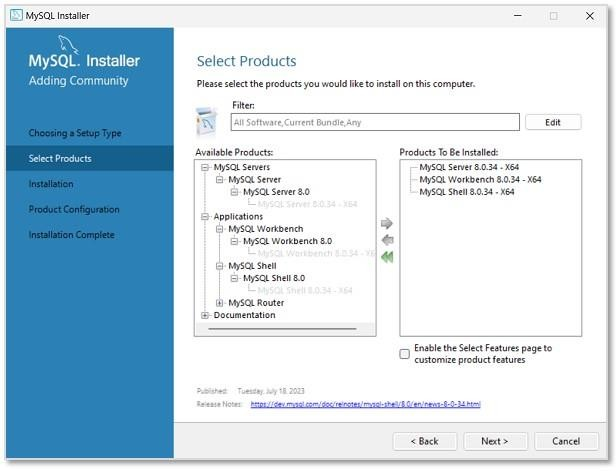 MySQL Installer
MySQL. Installer
Adding Community
Choosing a Setup Type
Select Products
Installation
Product Configuration
Installation Complete
Select Products
Please select the products you would like to install on this computer.
Filter:
All Software,Current Bundle,Any
Edit
Available Products:
MySQL Servers
MySQL Server
MySQL Server 8.0
MySQL Server 8.0.34 - X64
Applications
MySQL Workbench
MySQL Workbench 8.0
MySQL Workbench 8.0.34 - X6
MySQL Shell
MySQL Shell 8.0
MySQL Shell 8.0.34 - X64
MySQL Router
Documentation
Products To Be Installed:
MySQL Server 8.0.34 - X64
MySQL Workbench 8.0.34 - X64
MySQL Shell 8.0.34 - X64
Enable the Select Features page to
customize product features
Published: Tuesday, July 18, 2023
Release Notes: https://dev.mysql.com/doc/relnotes/mysql-shell/8.0/en/news-8-0-34.html
< Back
Next >
Cancel